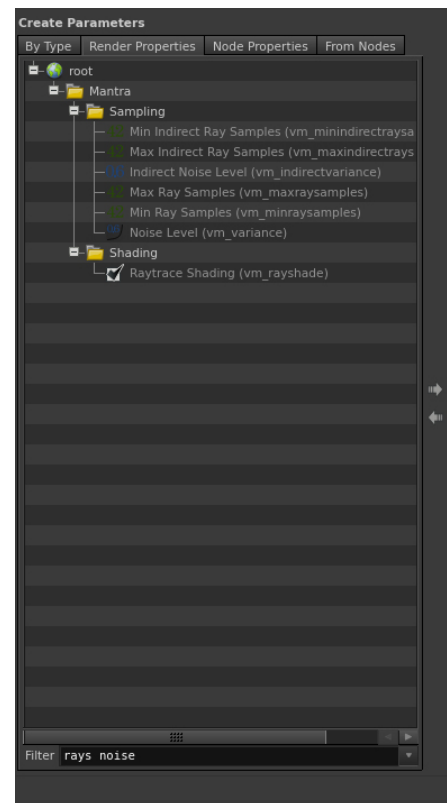 Create Parameters
By Type Render Properties Node Properties From Nodes
root
Mantra
Sampling
Min Indirect Ray Samples (vm_minindirectraysa
Max Indirect Ray Samples (vm_maxindirectrays
Indirect Noise Level (vm_indirectvariance)
Max Ray Samples (vm_maxraysamples)
Min Ray Samples (vm_minraysamples)
Noise Level (vm_variance)
Shading
Raytrace Shading (vm_rayshade)
Filter rays noise